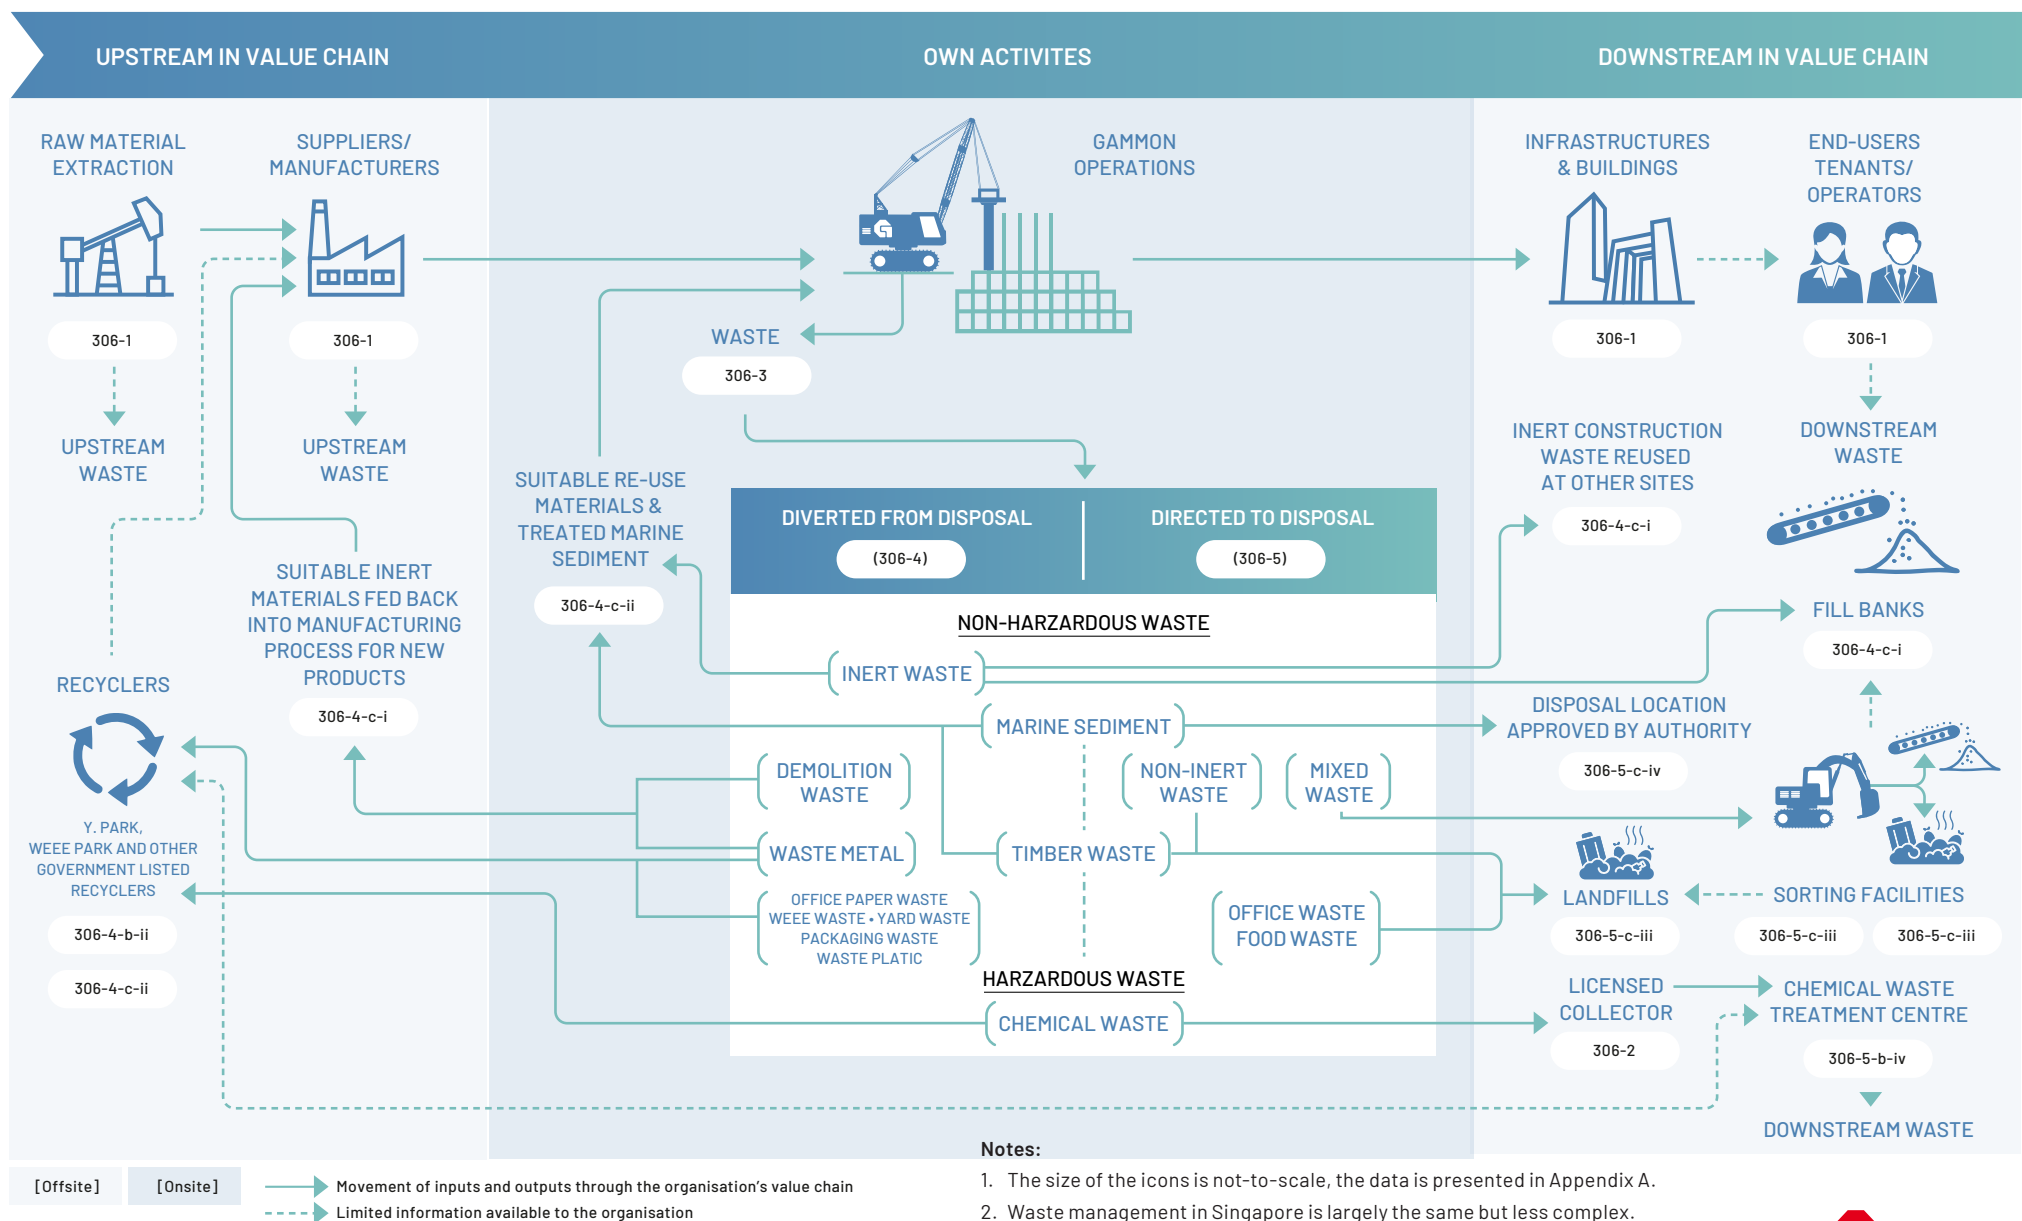 UPSTREAM IN VALUE CHAIN
OWN ACTIVITES
DOWNSTREAM IN VALUE CHAIN
RAW MATERIAL
EXTRACTION
306-1
UPSTREAM
WASTE
SUPPLIERS/
MANUFACTURERS
306-1
UPSTREAM
WASTE
SUITABLE INERT
MATERIALS FED BACK
INTO MANUFACTURING
PROCESS FOR NEW
PRODUCTS
306-4-c-i
RECYCLERS
Y. PARK,
WEEE PARK AND OTHER
GOVERNMENT LISTED
RECYCLERS
306-4-b-ii
306-4-c-ii
GAMMON
OPERATIONS
G
WASTE
306-3
SUITABLE RE-USE
MATERIALS &
TREATED MARINE
SEDIMENT
306-4-c-ii
DIVERTED FROM DISPOSAL
(306-4)
DIRECTED TO DISPOSAL
(306-5)
NON-HARZARDOUS WASTE
INERT WASTE
MARINE SEDIMENT
DEMOLITION
WASTE
NON-INERT
WASTE
MIXED
WASTE
WASTE METAL
TIMBER WASTE
OFFICE PAPER WASTE
WEEE WASTE • YARD WASTE
PACKAGING WASTE
WASTE PLATIC
OFFICE WASTE
FOOD WASTE
HARZARDOUS WASTE
CHEMICAL WASTE
INFRASTRUCTURES
& BUILDINGS
306-1
END-USERS
TENANTS/
OPERATORS
306-1
INERT CONSTRUCTION
WASTE REUSED
AT OTHER SITES
306-4-c-i
DOWNSTREAM
WASTE
FILL BANKS
306-4-c-i
DISPOSAL LOCATION
APPROVED BY AUTHORITY
306-5-c-iv
LANDFILLS
306-5-c-iii
SORTING FACILITIES
306-5-c-iii
306-5-c-iii
LICENSED
COLLECTOR
306-2
CHEMICAL WASTE
TREATMENT CENTRE
306-5-b-iv
DOWNSTREAM WASTE
[Offsite]
[Onsite]
Movement of inputs and outputs through the organisation's value chain
Limited information available to the organisation
Notes:
1. The size of the icons is not-to-scale, the data is presented in Appendix A.
2. Waste management in Singapore is largely the same but less complex.